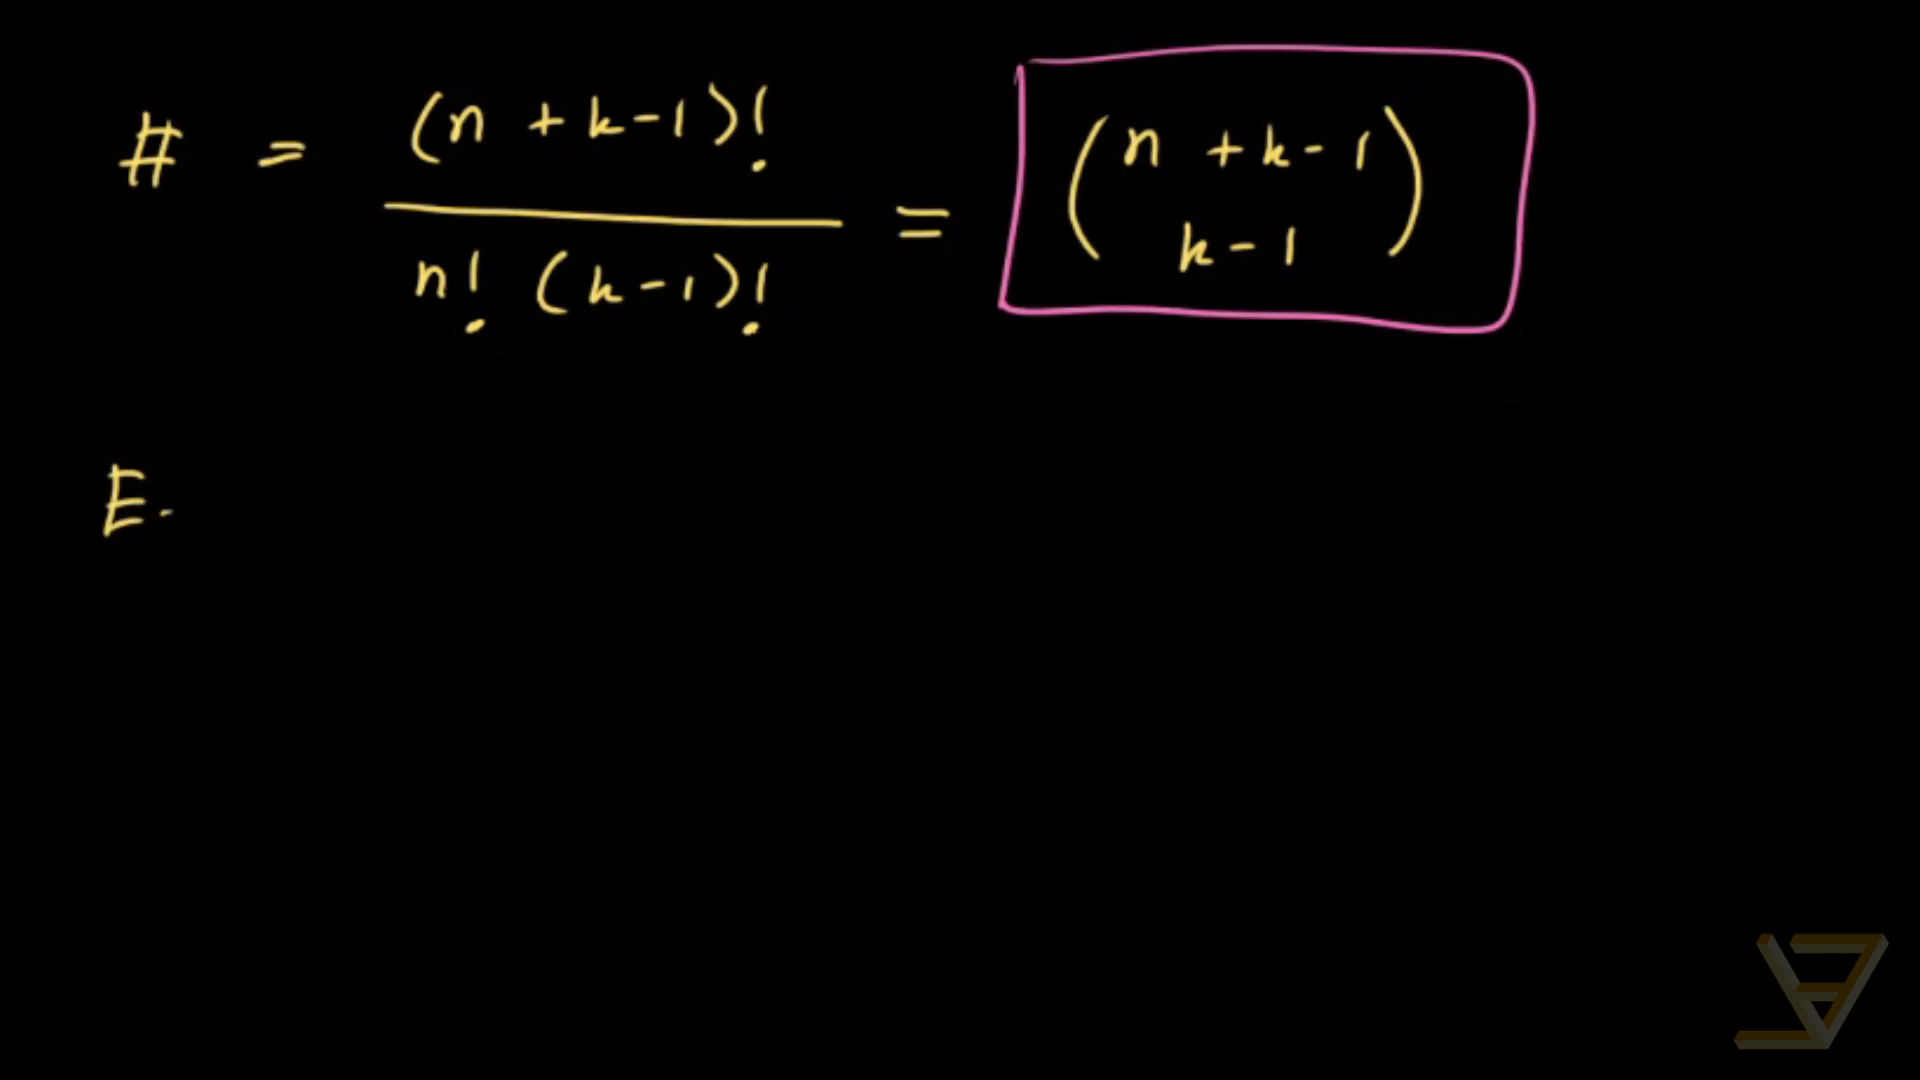 # = (n + k - 1)! / n! (k - 1)! = (n + k - 1 choose k - 1)
E.